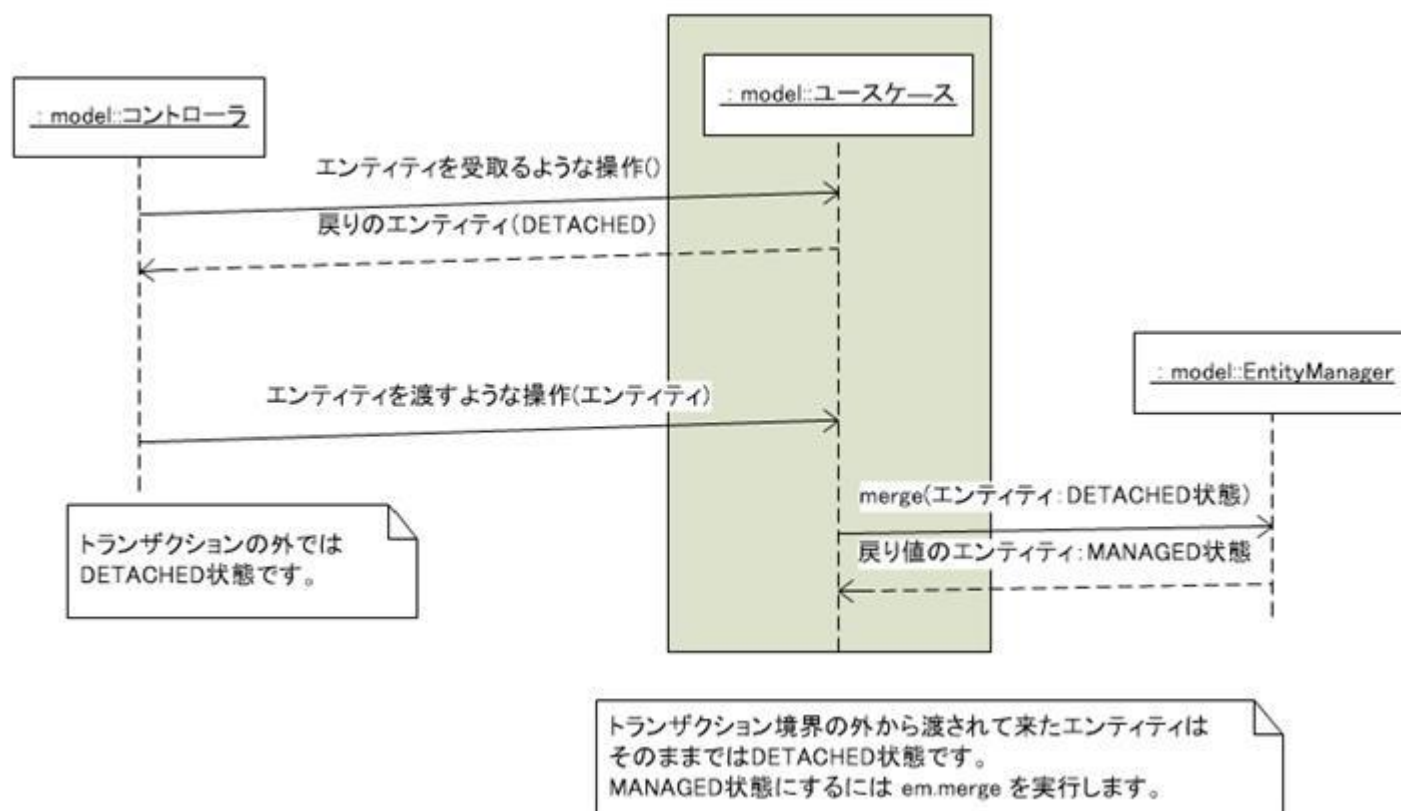 : model::コントローラ
: model::ユースケース
エンティティを受取るような操作()
戻りのエンティティ(DETACHED)
: model::EntityManager
エンティティを渡すような操作(エンティティ)
merge(エンティティ:DETACHED状態)
戻り値のエンティティ:MANAGED状態
トランザクションの外では
DETACHED状態です。
トランザクション境界の外から渡されて来たエンティティは
そのままではDETACHED状態です。
MANAGED状態にするには em.merge を実行します。